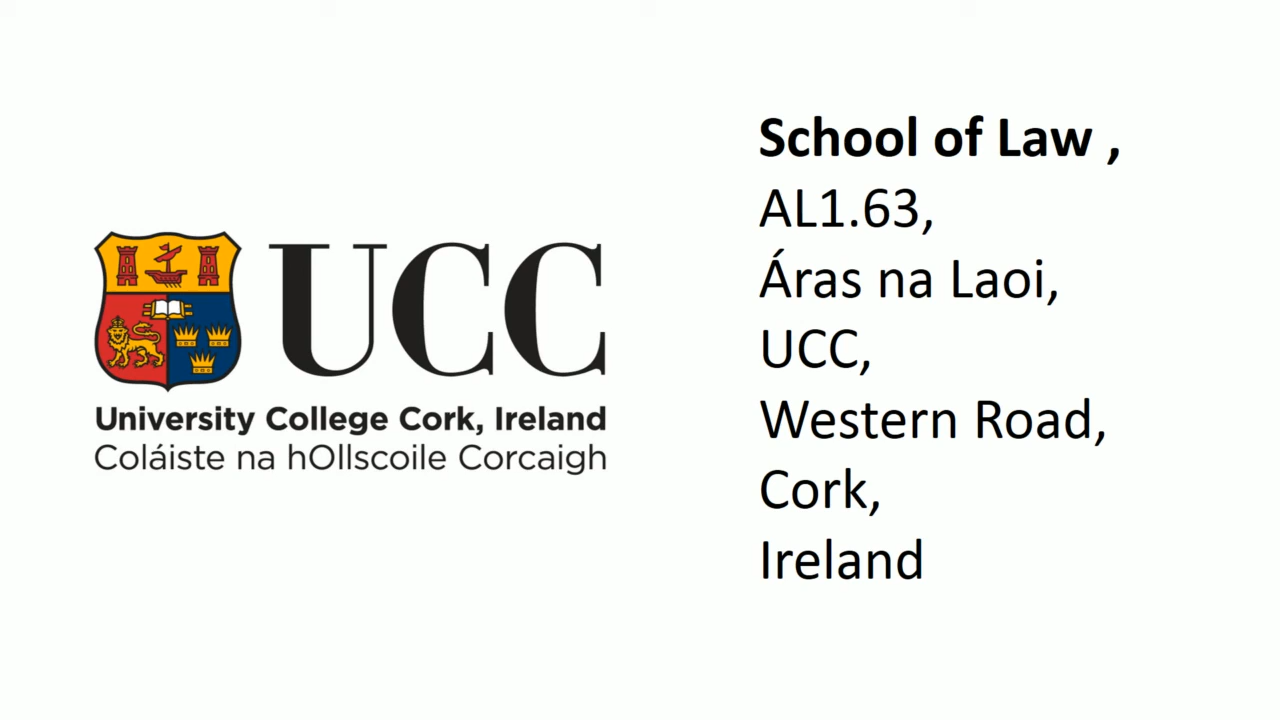 UCC
University College Cork, Ireland
Coláiste na hOllscoile Corcaigh
School of Law ,
AL1.63,
Áras na Laoi,
UCC,
Western Road,
Cork,
Ireland